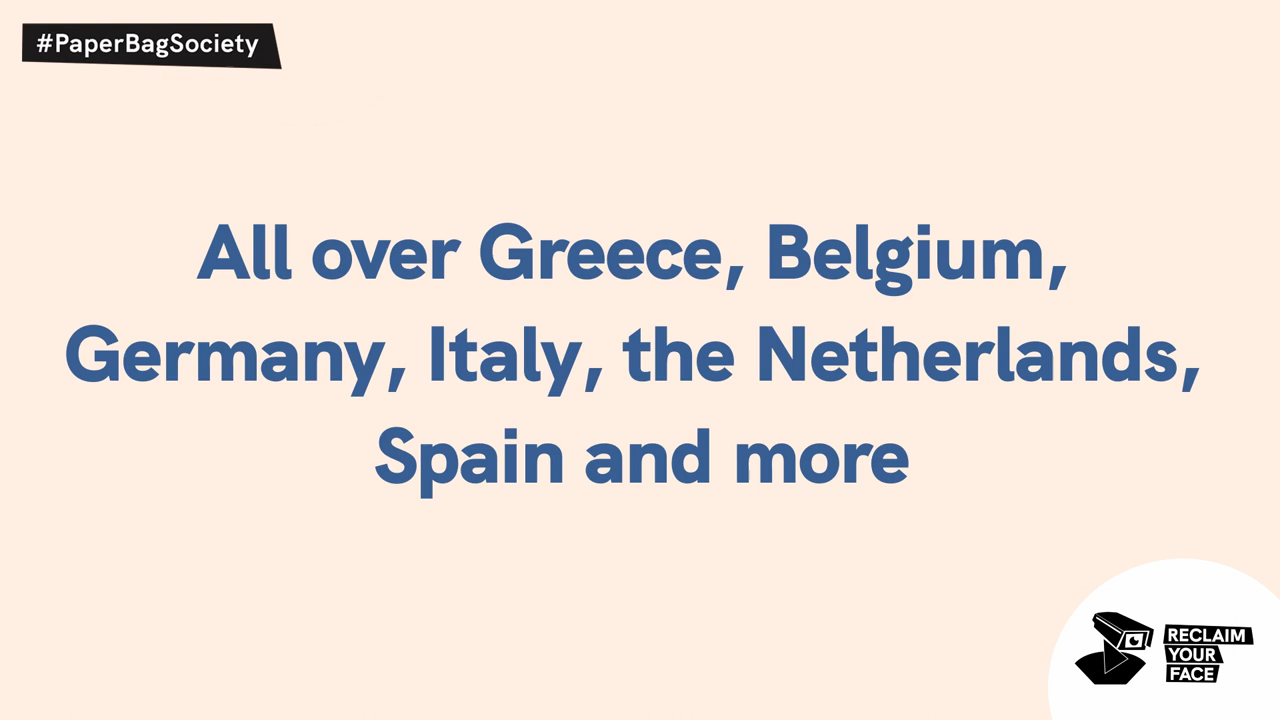 #PaperBagSociety
All over Greece, Belgium,
Germany, Italy, the Netherlands,
Spain and more
RECLAIM
YOUR
FACE